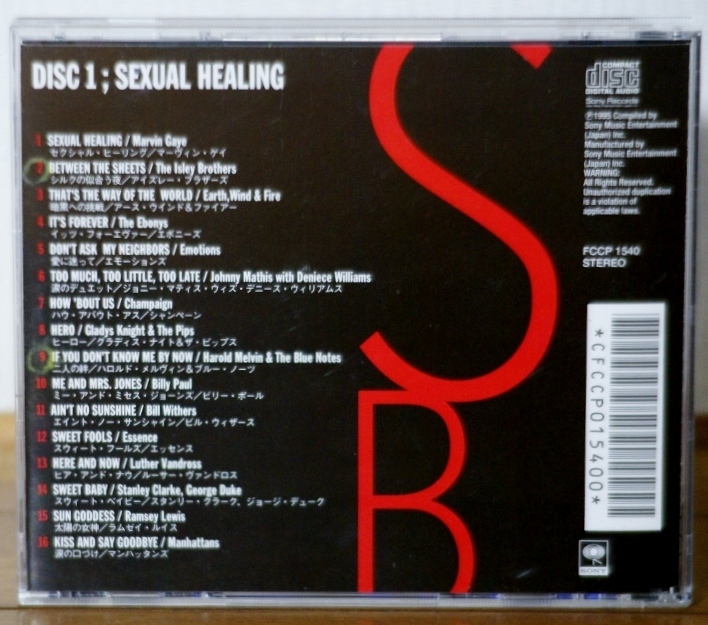 DISC 1 ; SEXUAL HEALING
1 SEXUAL HEALING / Marvin Gaye
セクシャル・ヒーリング／マーヴィン・ゲイ
2 BETWEEN THE SHEETS / The Isley Brothers
シルクの似合う夜／アイズレー・ブラザーズ
3 THAT'S THE WAY OF THE WORLD / Earth,Wind & Fire
暗黒への挑戦／アース・ウインド＆ファイアー
4 IT'S FOREVER / The Ebonys
イッツ・フォーエヴァー／エボニーズ
5 DON'T ASK MY NEIGHBORS / Emotions
愛に迷って／エモーションズ
6 TOO MUCH, TOO LITTLE, TOO LATE / Johnny Mathis with Deniece Williams
涙のデュエット／ジョニー・マティス・ウィズ・デニース・ウィリアムス
7 HOW 'BOUT US / Champaign
ハウ・アバウト・アス／シャンペーン
8 HERO / Gladys Knight & The Pips
ヒーロー／グラディス・ナイト＆ザ・ピップス
9 IF YOU DON'T KNOW ME BY NOW / Harold Melvin & The Blue Notes
二人の絆／ハロルド・メルヴィン＆ブルー・ノーツ
10 ME AND MRS. JONES / Billy Paul
ミー・アンド・ミセス・ジョーンズ／ビリー・ポール
11 AIN'T NO SUNSHINE / Bill Withers
エイント・ノー・サンシャイン／ビル・ウィザース
12 SWEET FOOLS / Essence
スウィート・フールズ／エッセンス
13 HERE AND NOW / Luther Vandross
ヒア・アンド・ナウ／ルーサー・ヴァンドロス
14 SWEET BABY / Stanley Clarke, George Duke
スウィート・ベイビー／スタンリー・クラーク、ジョージ・デューク
15 SUN GODDESS / Ramsey Lewis
太陽の女神／ラムゼイ・ルイス
16 KISS AND SAY GOODBYE / Manhattans
涙の口づけ／マンハッタンズ
SB
COMPACT
disc
DIGITAL AUDIO
Sony Records
℗1995 Compiled by
Sony Music Entertainment
(Japan) Inc.
Manufactured by
Sony Music Entertainment
(Japan) Inc.
WARNING:
All Rights Reserved.
Unauthorized duplication
is a violation of
applicable laws.
FCCP 1540
STEREO
*CFCCP015400*
SONY